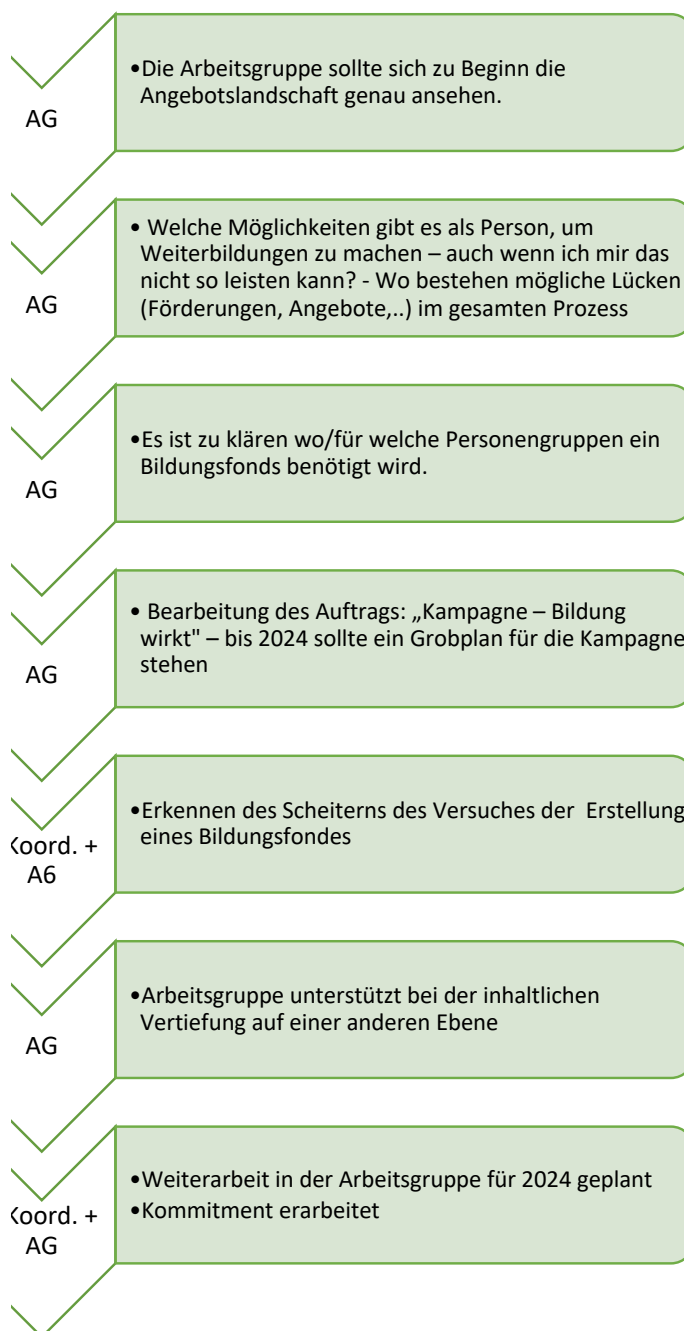 •Die Arbeitsgruppe sollte sich zu Beginn die
Angebotslandschaft genau ansehen.
AG
• Welche Möglichkeiten gibt es als Person, um
Weiterbildungen zu machen – auch wenn ich mir das
nicht so leisten kann? - Wo bestehen mögliche Lücken
(Förderungen, Angebote,..) im gesamten Prozess
AG
•Es ist zu klären wo/für welche Personengruppen ein
Bildungsfonds benötigt wird.
AG
• Bearbeitung des Auftrags: „Kampagne – Bildung
wirkt" – bis 2024 sollte ein Grobplan für die Kampagne
stehen
AG
•Erkennen des Scheiterns des Versuches der Erstellung
eines Bildungsfondes
Koord. +
A6
•Arbeitsgruppe unterstützt bei der inhaltlichen
Vertiefung auf einer anderen Ebene
AG
•Weiterarbeit in der Arbeitsgruppe für 2024 geplant
•Kommitment erarbeitet
Koord. +
AG